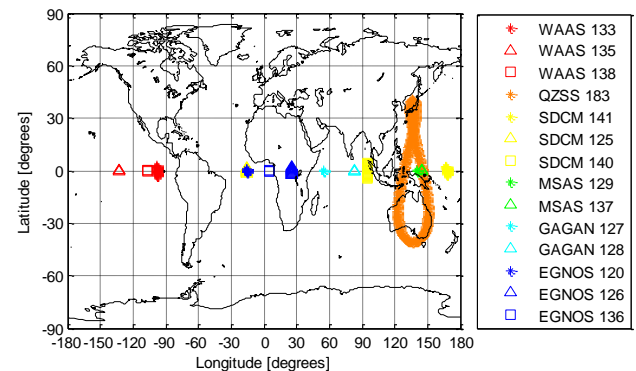 90
60
30
0
-30
-60
-90
Latitude [degrees]
-180 -150 -120 -90 -60 -30 0 30 60 90 120 150 180
Longitude [degrees]
WAAS 133
WAAS 135
WAAS 138
QZSS 183
SDCM 141
SDCM 125
SDCM 140
MSAS 129
MSAS 137
GAGAN 127
GAGAN 128
EGNOS 120
EGNOS 126
EGNOS 136